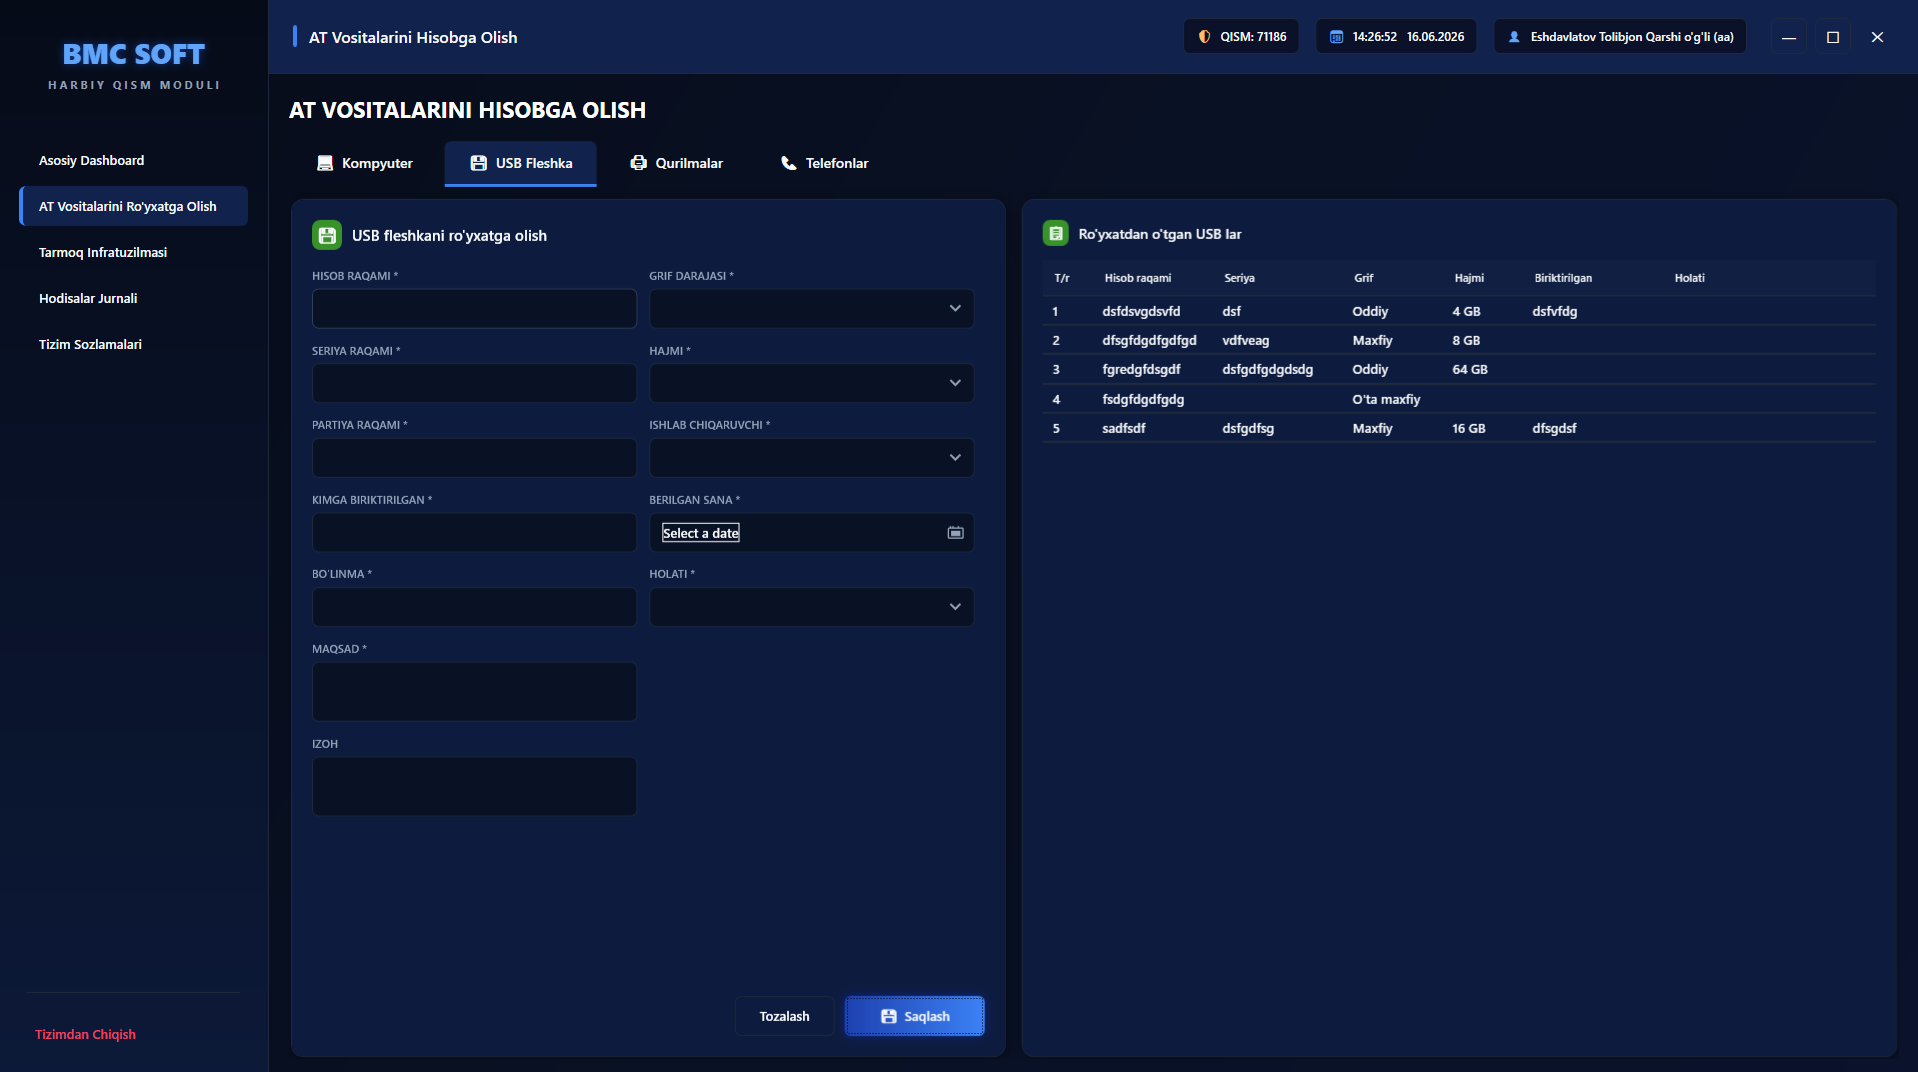 BMC SOFT
HARBIY QISM MODULI
Asosiy Dashboard
AT Vositalarini Ro'yxatga Olish
Tarmoq Infratuzilmasi
Hodisalar Jurnali
Tizim Sozlamalari
Tizimdan Chiqish
AT Vositalarini Hisobga Olish
QISM: 71186
14:26:52 16.06.2026
Eshdavlatov Tolibjon Qarshi o'g'li (aa)
AT VOSITALARINI HISOBGA OLISH
Kompyuter
USB Fleshka
Qurilmalar
Telefonlar
USB fleshkani ro'yxatga olish
HISOB RAQAMI *
GRIF DARAJASI *
SERIYA RAQAMI *
HAJMI *
PARTIYA RAQAMI *
ISHLAB CHIQARUVCHI *
KIMGA BIRIKTIRILGAN *
BERILGAN SANA *
Select a date
BO'LINMA *
HOLATI *
MAQSAD *
IZOH
Tozalash
Saqlash
Ro'yxatdan o'tgan USB lar
T/r Hisob raqami Seriya Grif Hajmi Biriktirilgan Holati
1 dsfdsvgdsvfd dsf Oddiy 4 GB dsfvfdg
2 dfsgfdgdfgdfgd vdfveag Maxfiy 8 GB
3 fgredgfdsgdf dsfgdfgdgdsdg Oddiy 64 GB
4 fsdgfdgdfgdg O'ta maxfiy
5 sadfsdf dsfgdfsg Maxfiy 16 GB dfsgdsf